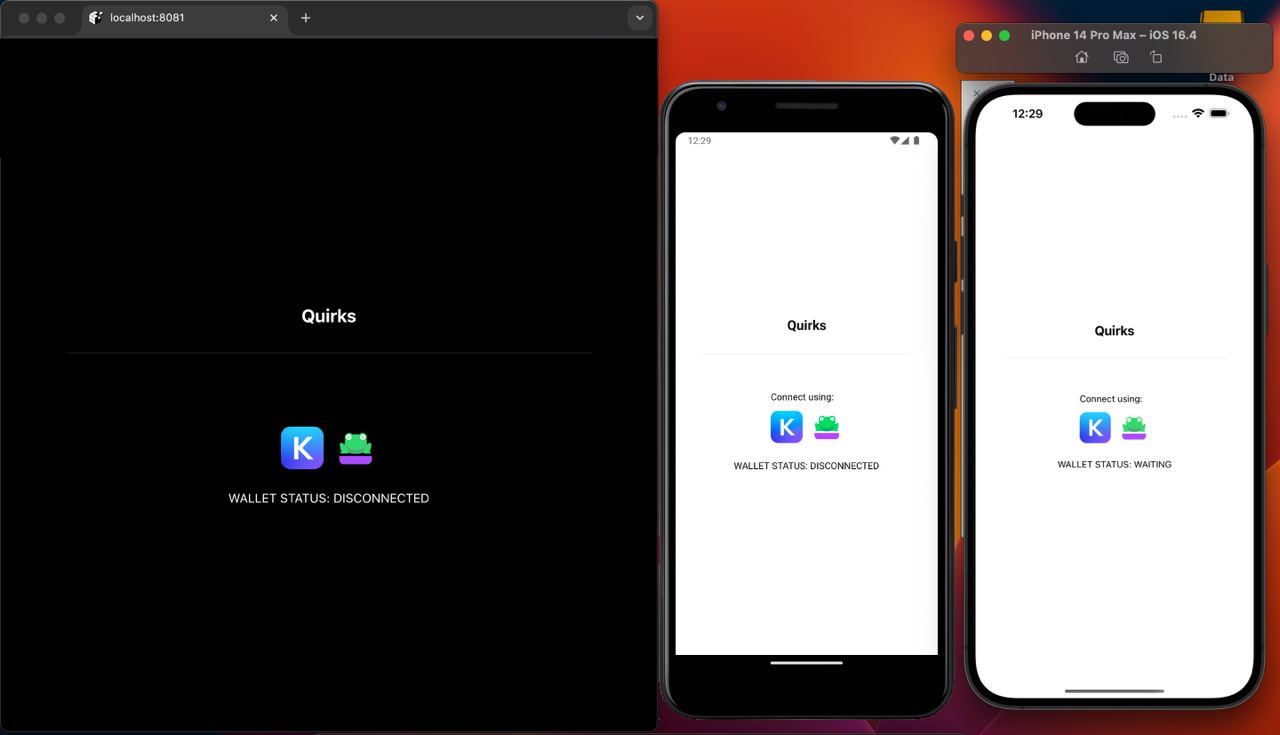 localhost:8081
Quirks
WALLET STATUS: DISCONNECTED
12:29
Quirks
Connect using:
K
WALLET STATUS: DISCONNECTED
iPhone 14 Pro Max – iOS 16.4
Data
12:29
Quirks
Connect using:
K
WALLET STATUS: WAITING
K